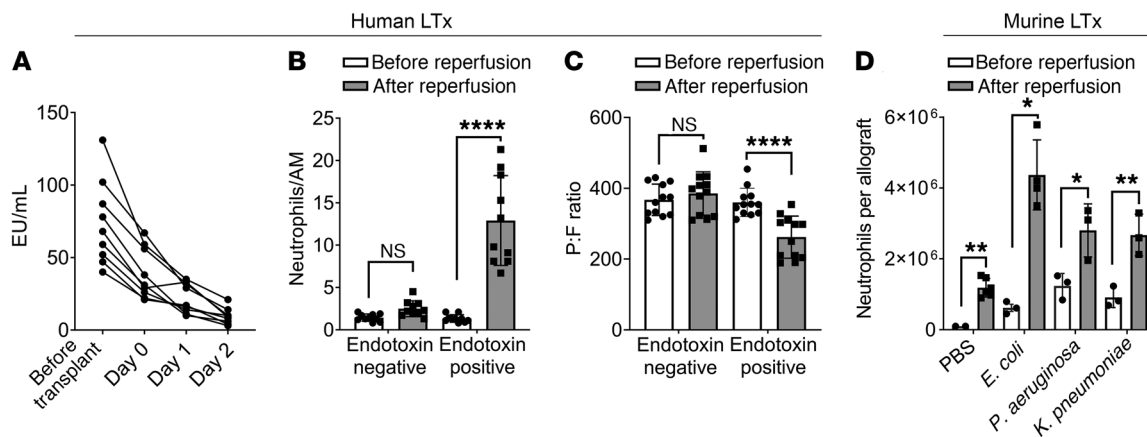 Human LTx
Murine LTx
A
EU/mL
150
100
50
0
Before
transplant
Day 0
Day 1
Day 2
B
Before reperfusion
After reperfusion
Neutrophils/AM
25
20
15
10
5
0
NS
****
Endotoxin
negative
Endotoxin
positive
C
Before reperfusion
After reperfusion
P:F ratio
600
400
200
0
NS
****
Endotoxin
negative
Endotoxin
positive
D
Before reperfusion
After reperfusion
Neutrophils per allograft
6×10⁶
4×10⁶
2×10⁶
0
**
*
*
**
PBS
E. coli
P. aeruginosa
K. pneumoniae